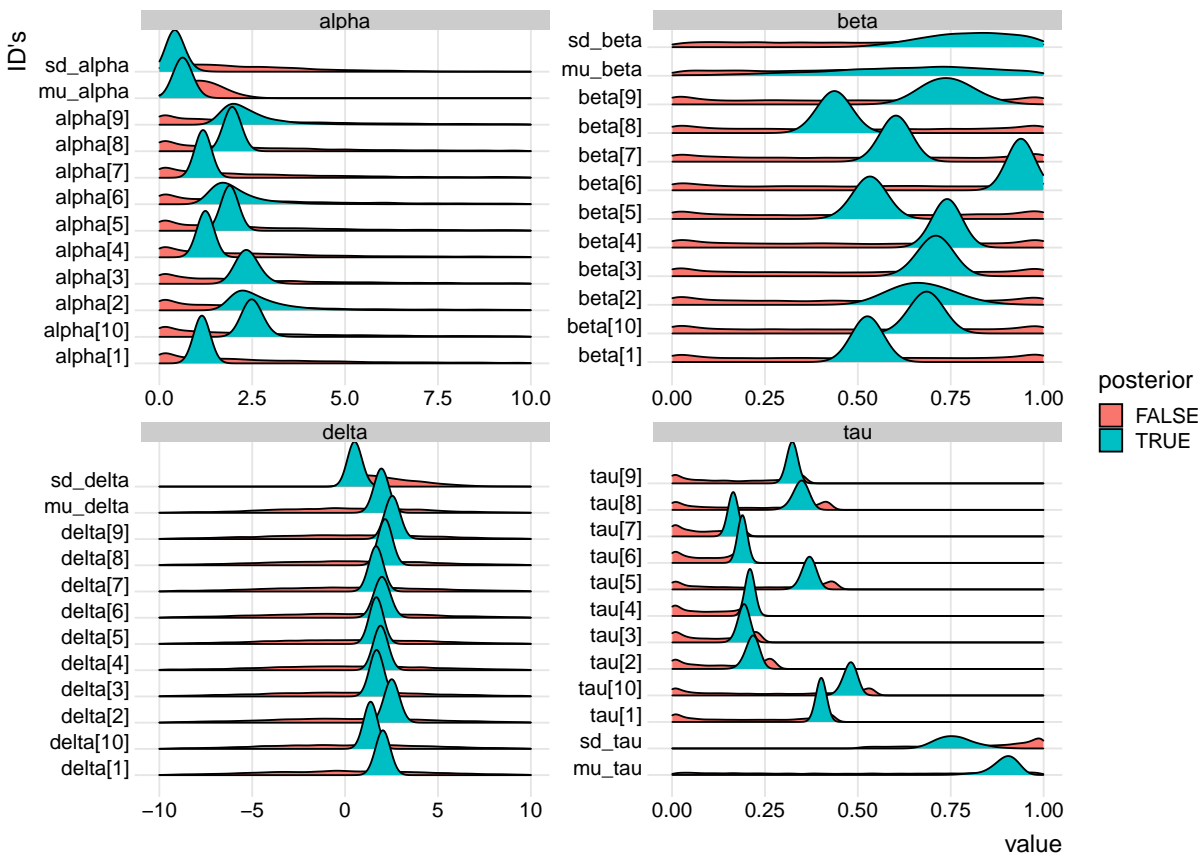 ID's
alpha
sd_alpha
mu_alpha
alpha[9]
alpha[8]
alpha[7]
alpha[6]
alpha[5]
alpha[4]
alpha[3]
alpha[2]
alpha[10]
alpha[1]
0.0 2.5 5.0 7.5 10.0
beta
sd_beta
mu_beta
beta[9]
beta[8]
beta[7]
beta[6]
beta[5]
beta[4]
beta[3]
beta[2]
beta[10]
beta[1]
0.00 0.25 0.50 0.75 1.00
delta
sd_delta
mu_delta
delta[9]
delta[8]
delta[7]
delta[6]
delta[5]
delta[4]
delta[3]
delta[2]
delta[10]
delta[1]
−10 −5 0 5 10
tau
tau[9]
tau[8]
tau[7]
tau[6]
tau[5]
tau[4]
tau[3]
tau[2]
tau[10]
tau[1]
sd_tau
mu_tau
0.00 0.25 0.50 0.75 1.00
value
posterior
FALSE
TRUE